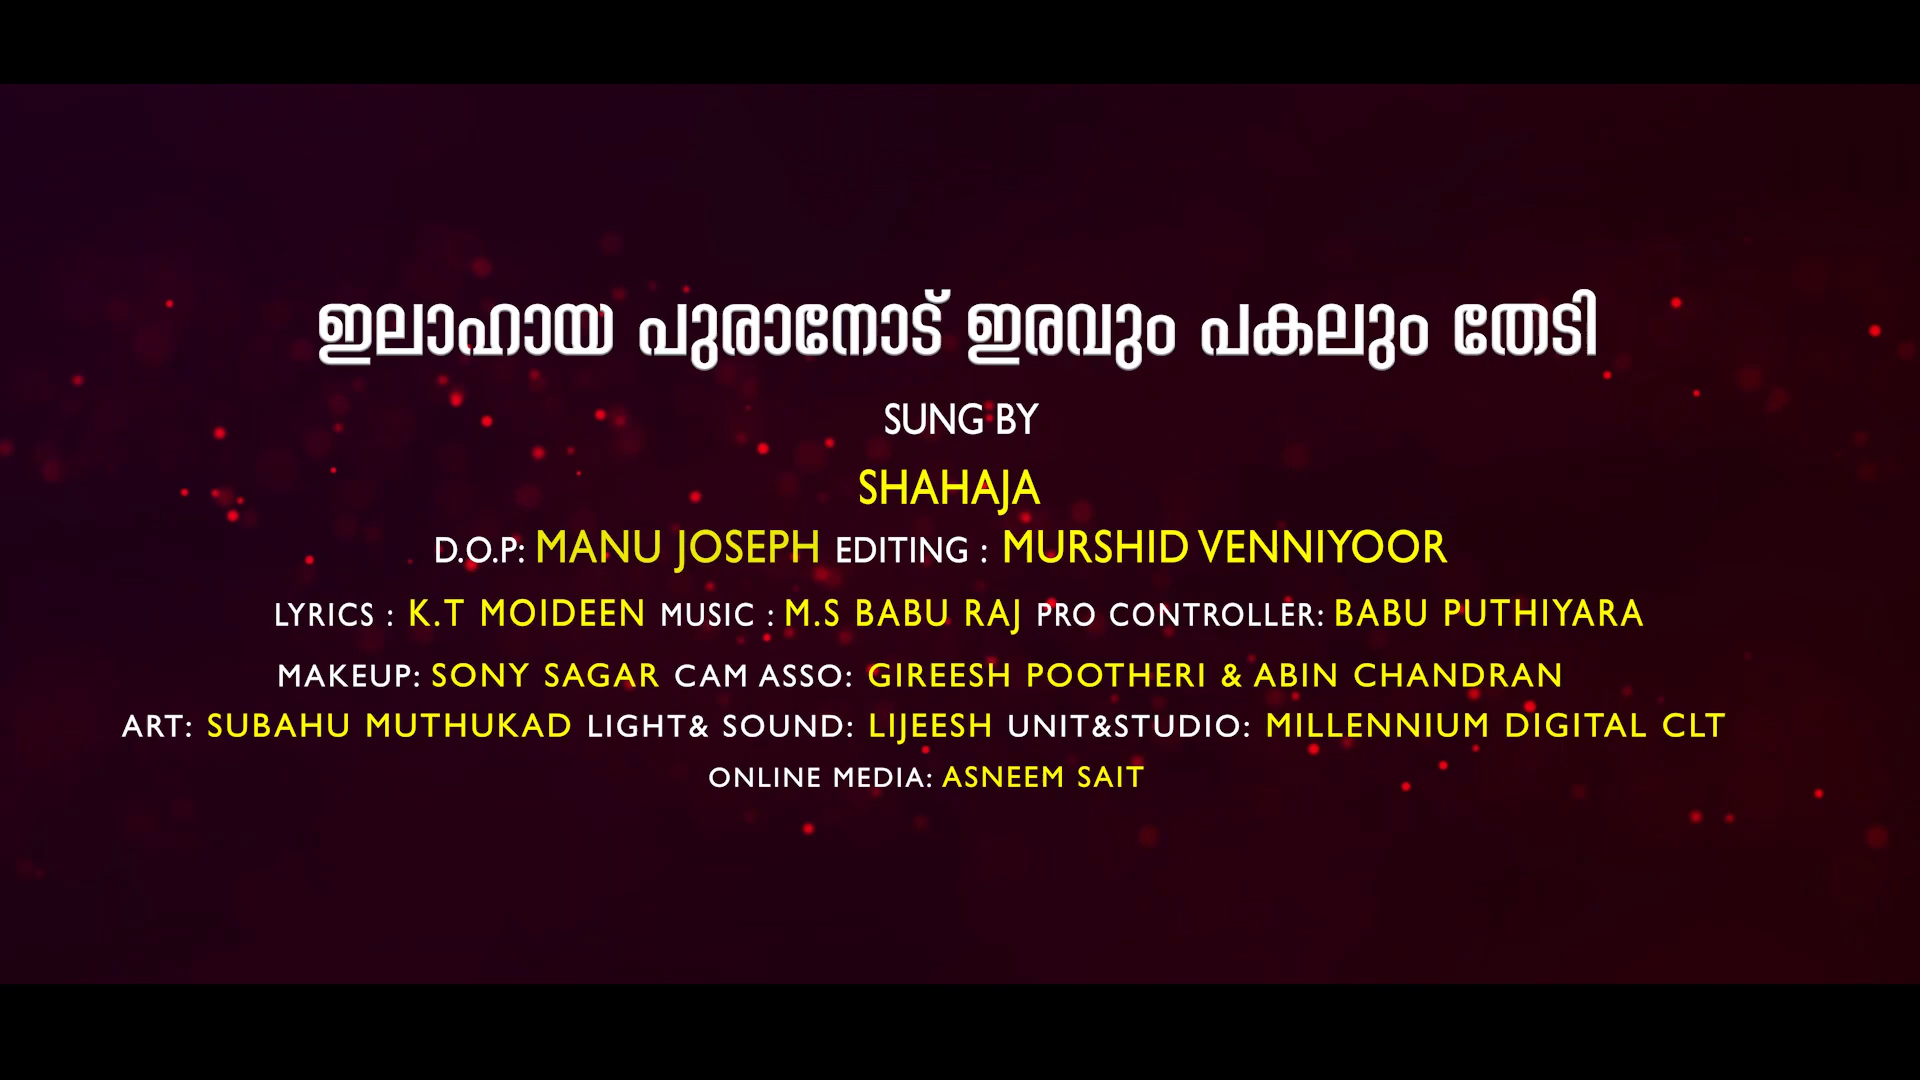 ഇലാഹായ പുരാനോട് ഇരവും പകലും തേടി
SUNG BY
SHAHAJA
D.O.P: MANU JOSEPH EDITING : MURSHID VENNIYOOR
LYRICS : K.T MOIDEEN MUSIC : M.S BABU RAJ PRO CONTROLLER: BABU PUTHIYARA
MAKEUP: SONY SAGAR CAM ASSO: GIREESH POOTHERI & ABIN CHANDRAN
ART: SUBAHU MUTHUKAD LIGHT& SOUND: LIJEESH UNIT&STUDIO: MILLENNIUM DIGITAL CLT
ONLINE MEDIA: ASNEEM SAIT